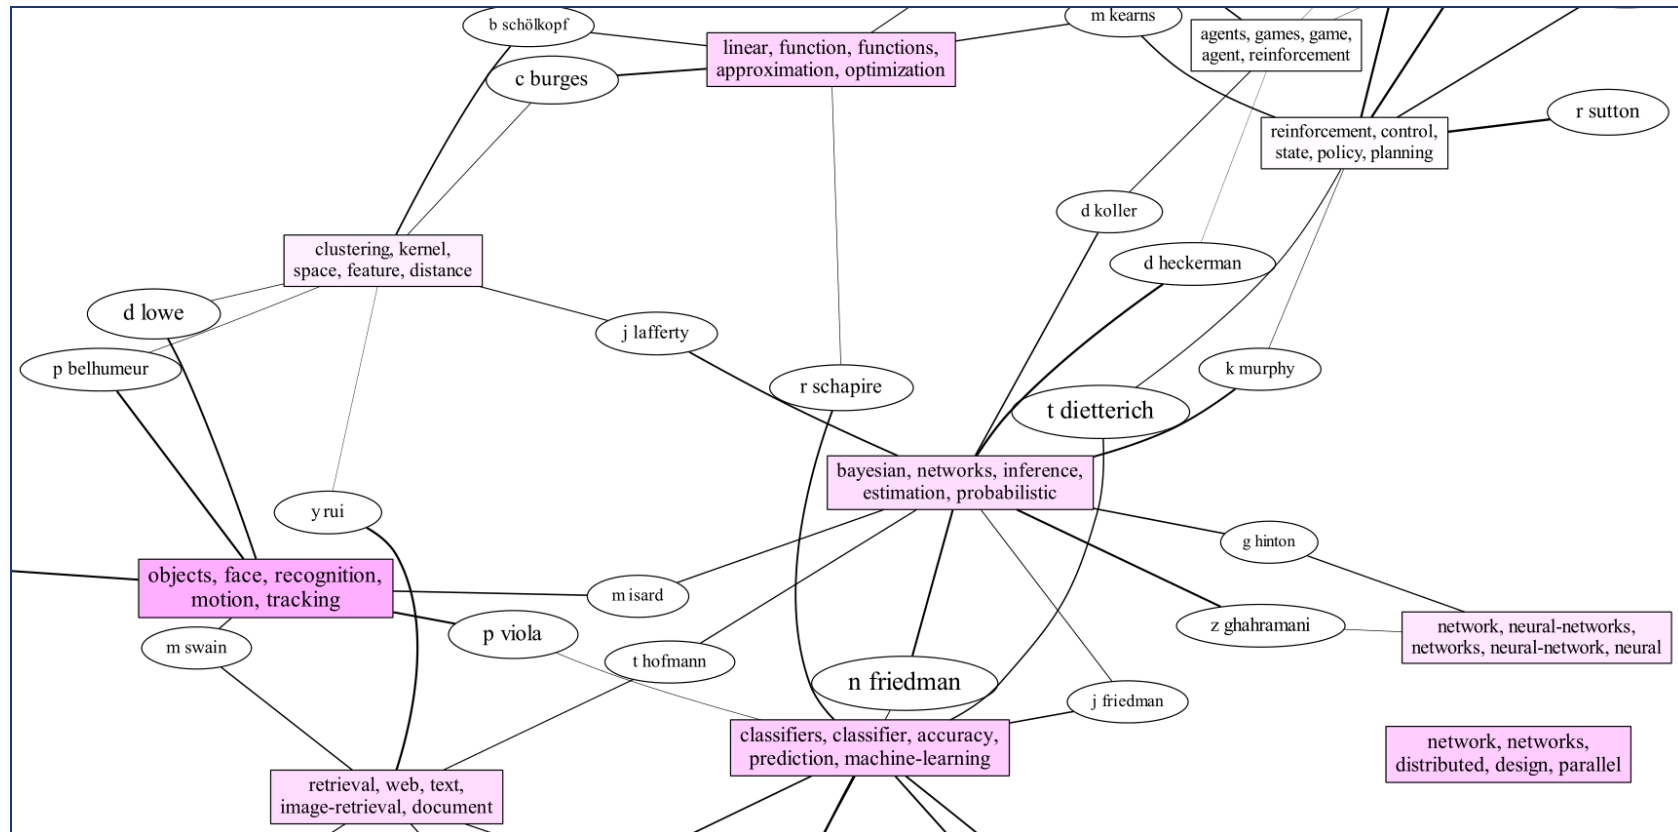 b schölkopf
m kearns
linear, function, functions,
approximation, optimization
agents, games, game,
agent, reinforcement
c burges
r sutton
reinforcement, control,
state, policy, planning
d koller
clustering, kernel,
space, feature, distance
d heckerman
d lowe
j lafferty
p belhumeur
k murphy
r schapire
t dietterich
bayesian, networks, inference,
estimation, probabilistic
y rui
g hinton
objects, face, recognition,
motion, tracking
m isard
z ghahramani
network, neural-networks,
networks, neural-network, neural
p viola
m swain
t hofmann
n friedman
j friedman
classifiers, classifier, accuracy,
prediction, machine-learning
network, networks,
distributed, design, parallel
retrieval, web, text,
image-retrieval, document